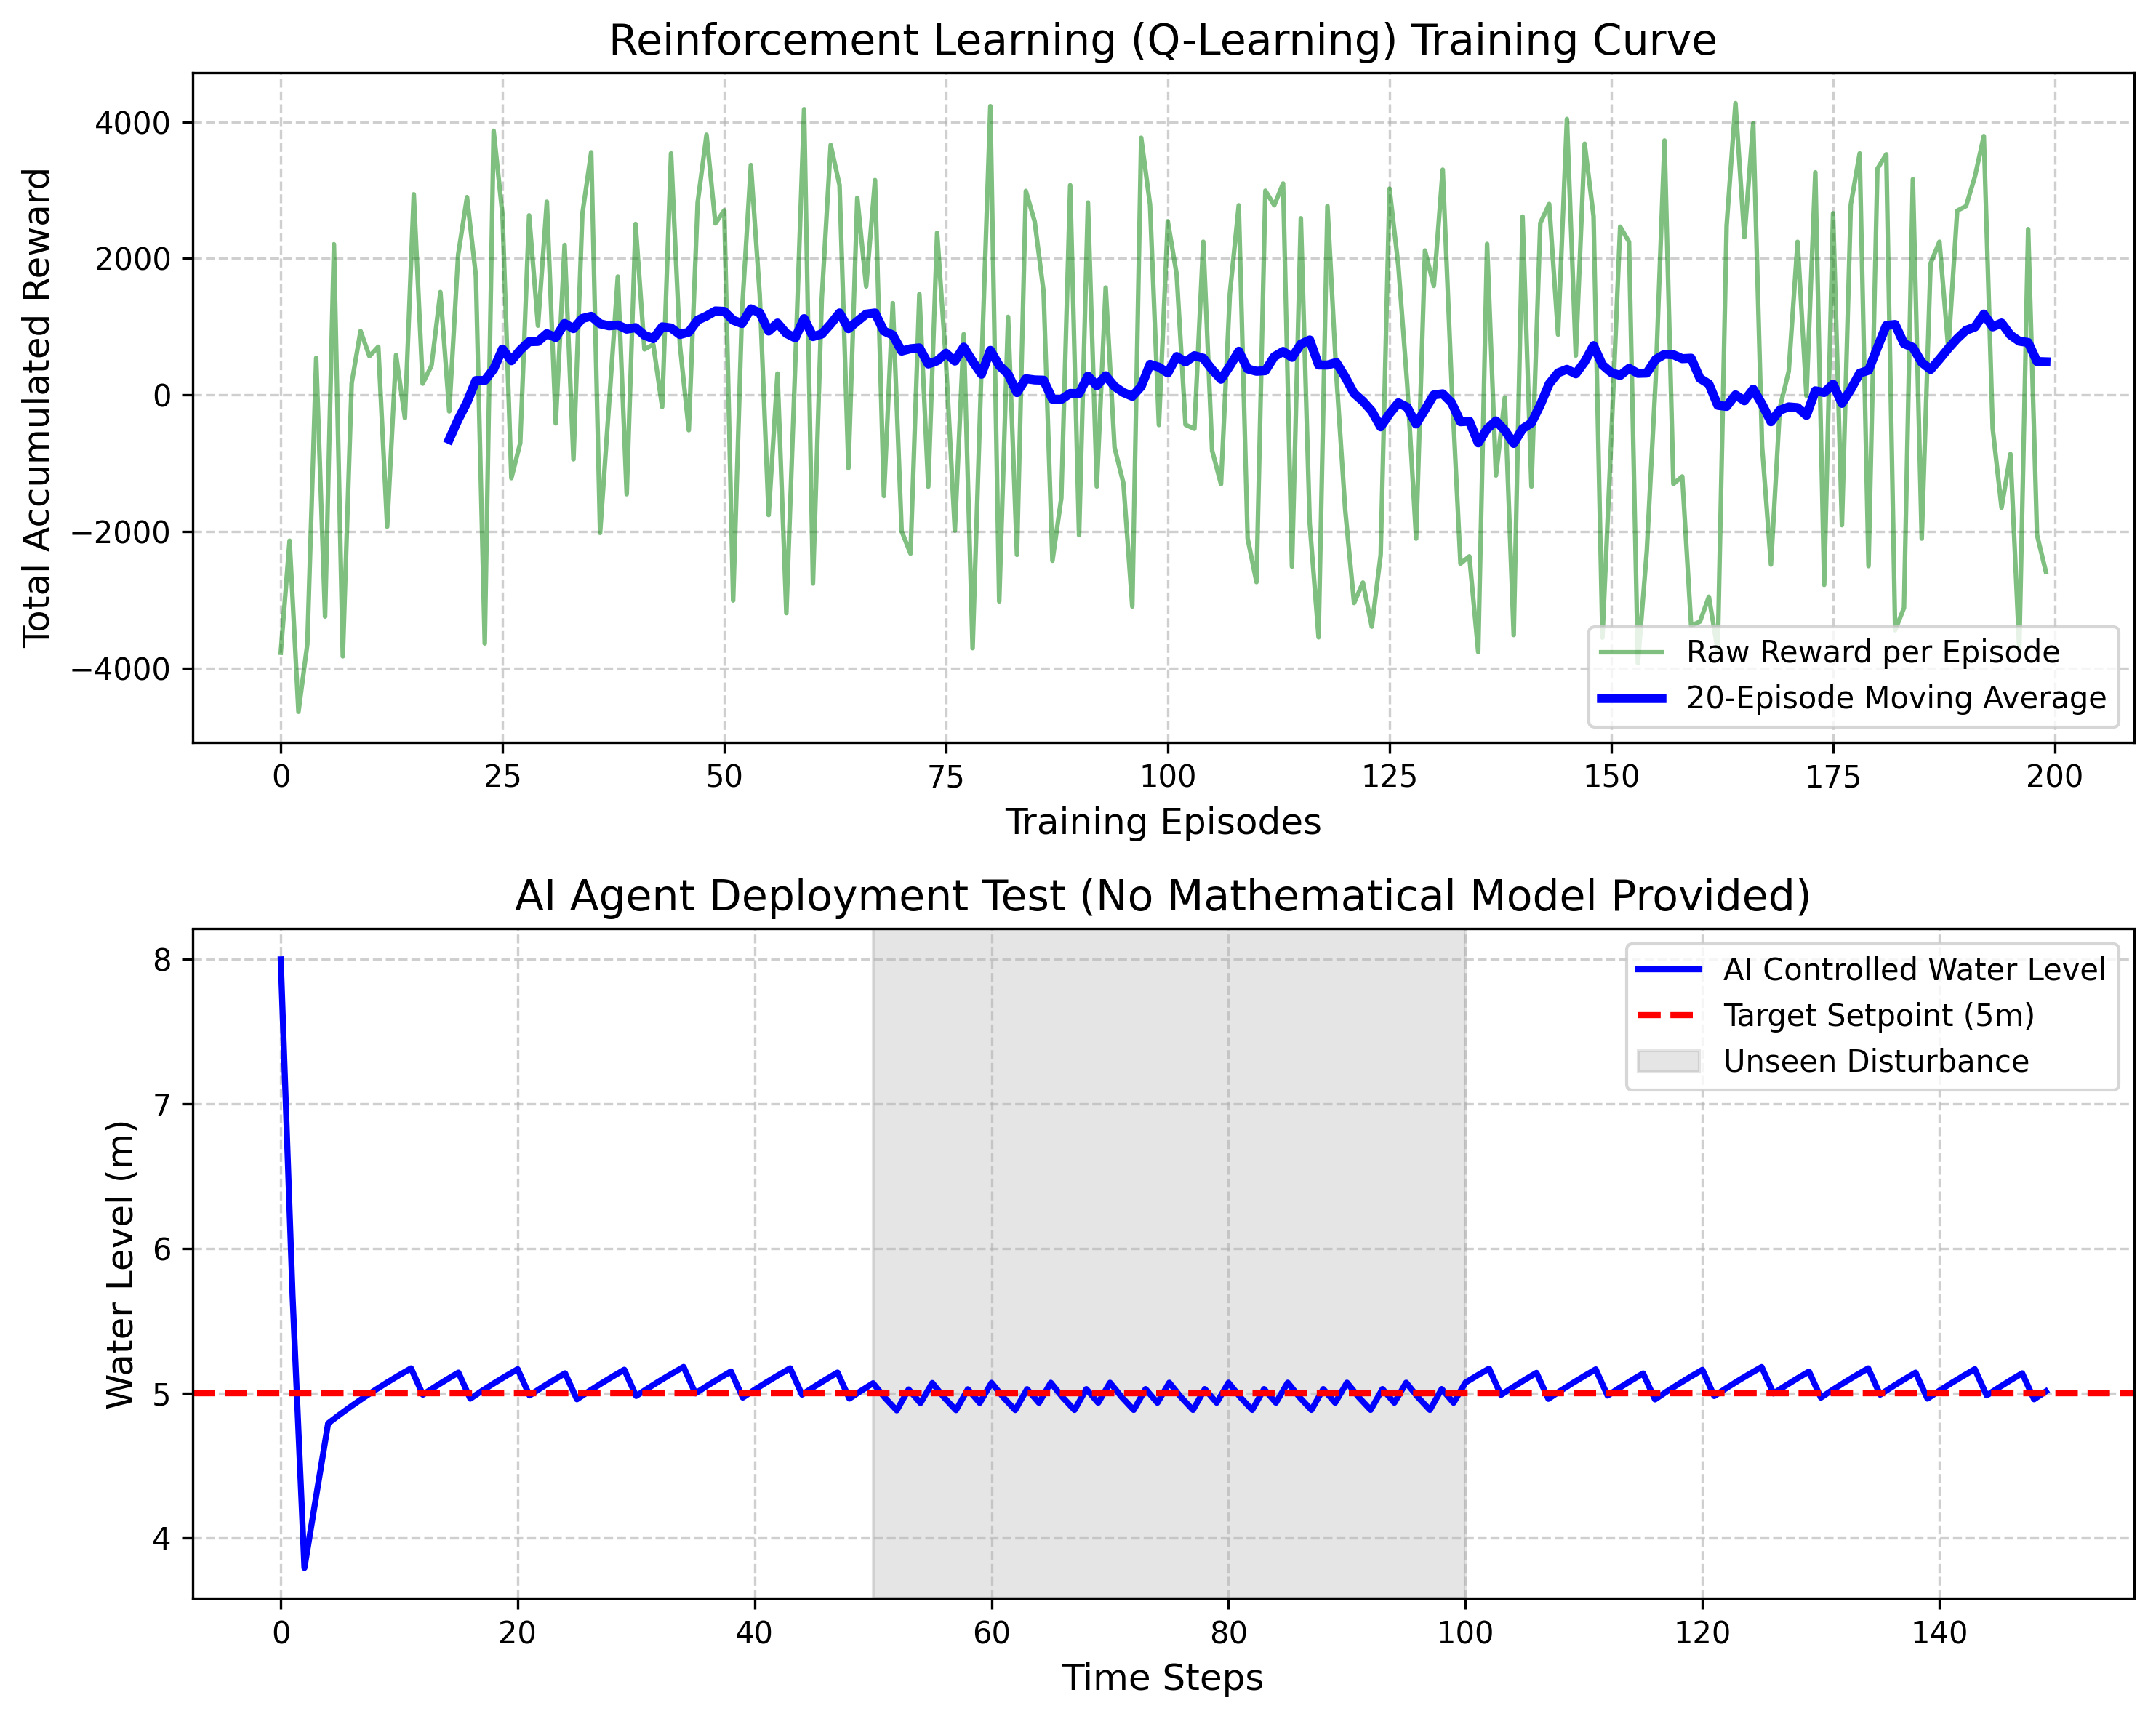 Reinforcement Learning (Q-Learning) Training Curve
Total Accumulated Reward
4000
2000
0
−2000
−4000
Raw Reward per Episode
20-Episode Moving Average
0 25 50 75 100 125 150 175 200
Training Episodes
AI Agent Deployment Test (No Mathematical Model Provided)
Water Level (m)
8
7
6
5
4
AI Controlled Water Level
Target Setpoint (5m)
Unseen Disturbance
0 20 40 60 80 100 120 140
Time Steps